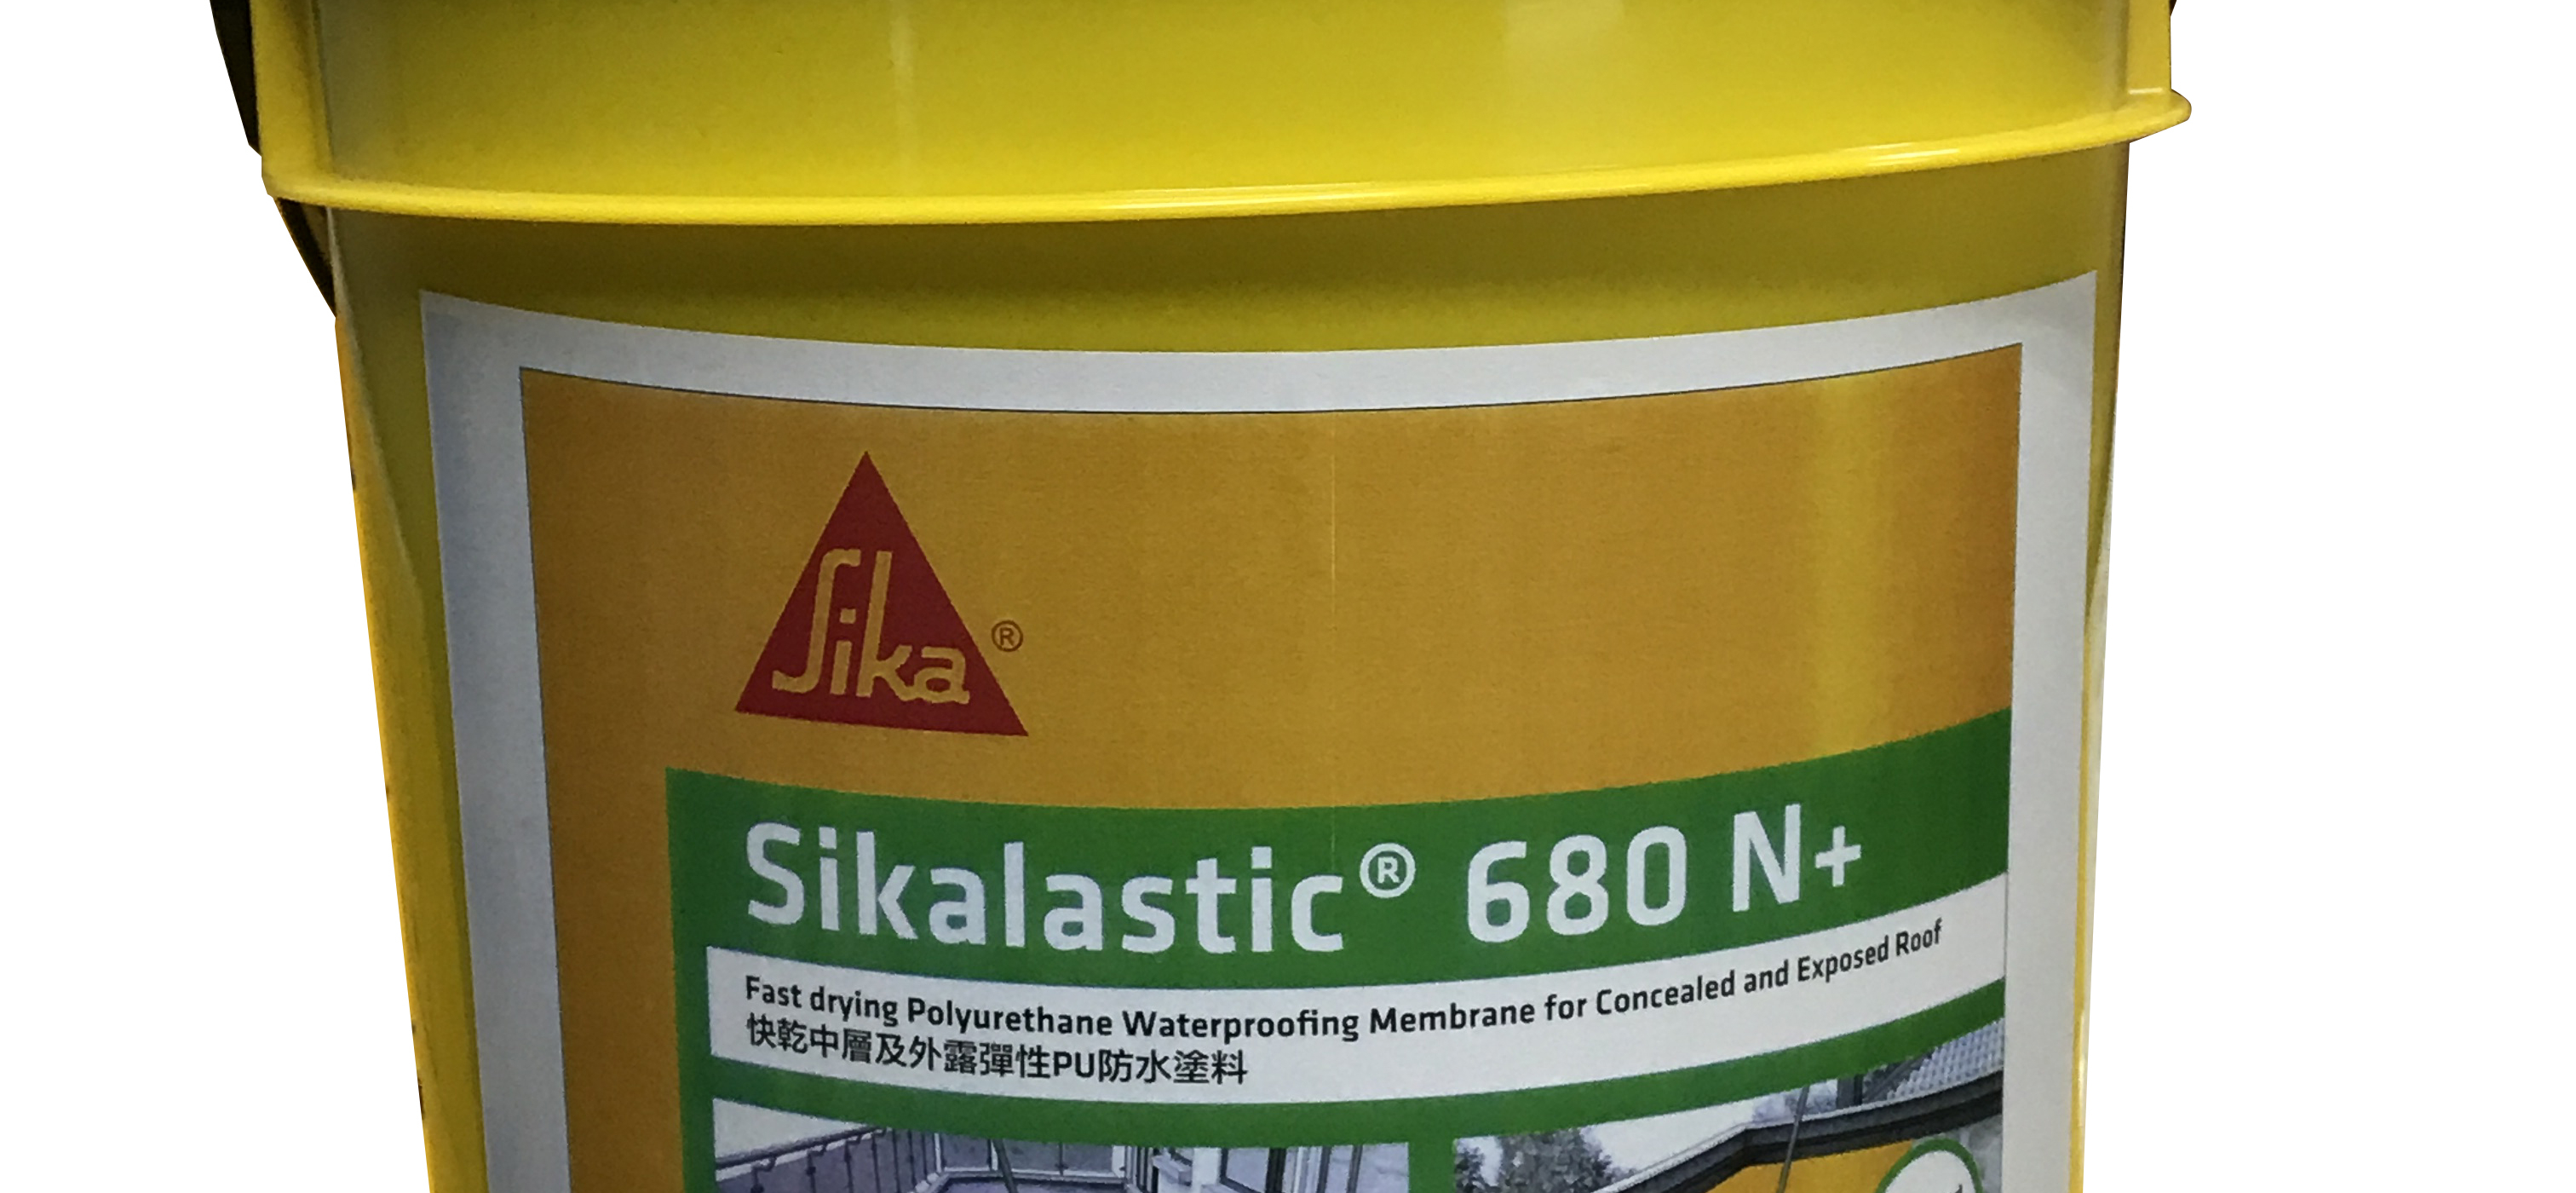 Sika®
Sikalastic® 680 N+
Fast drying Polyurethane Waterproofing Membrane for Concealed and Exposed Roof
快乾中層及外露彈性PU防水塗料